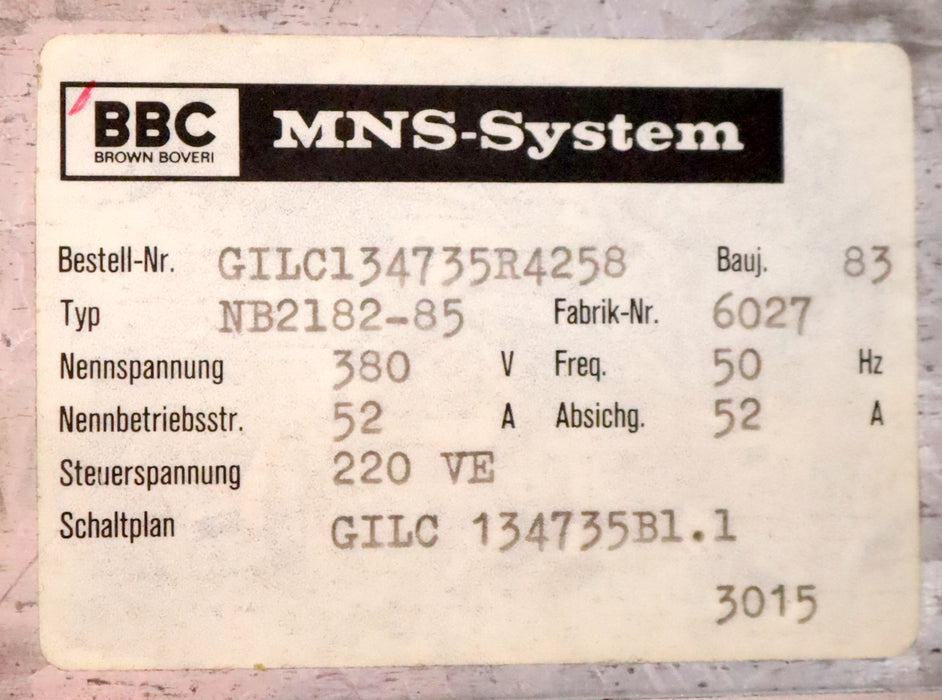 BBC MNS-System
BROWN BOVERI
Bestell-Nr. GILC134735R4258 Bauj. 83
Typ NB2182-85 Fabrik-Nr. 6027
Nennspannung 380 V Freq. 50 Hz
Nennbetriebsstr. 52 A Absichg. 52 A
Steuerspannung 220 VE
Schaltplan GILC 134735B1.1
3015